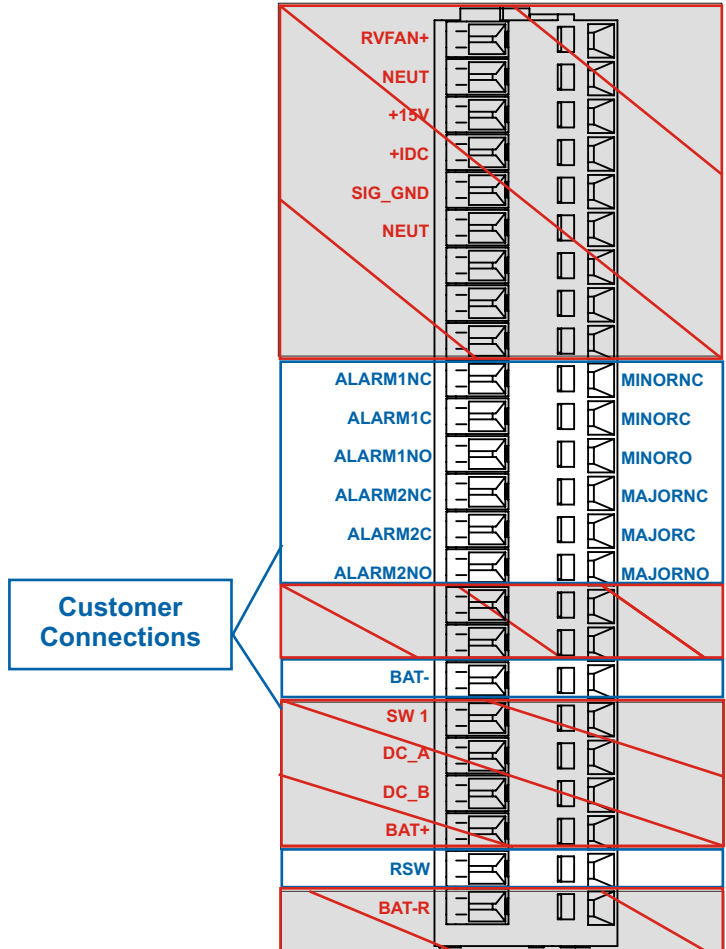 RVFAN+
NEUT
+15V
+IDC
SIG_GND
NEUT
ALARM1NC MINORNC
ALARM1C MINORC
ALARM1NO MINORO
ALARM2NC MAJORNC
ALARM2C MAJORC
ALARM2NO MAJORNO
Customer
Connections
BAT-
SW 1
DC_A
DC_B
BAT+
RSW
BAT-R